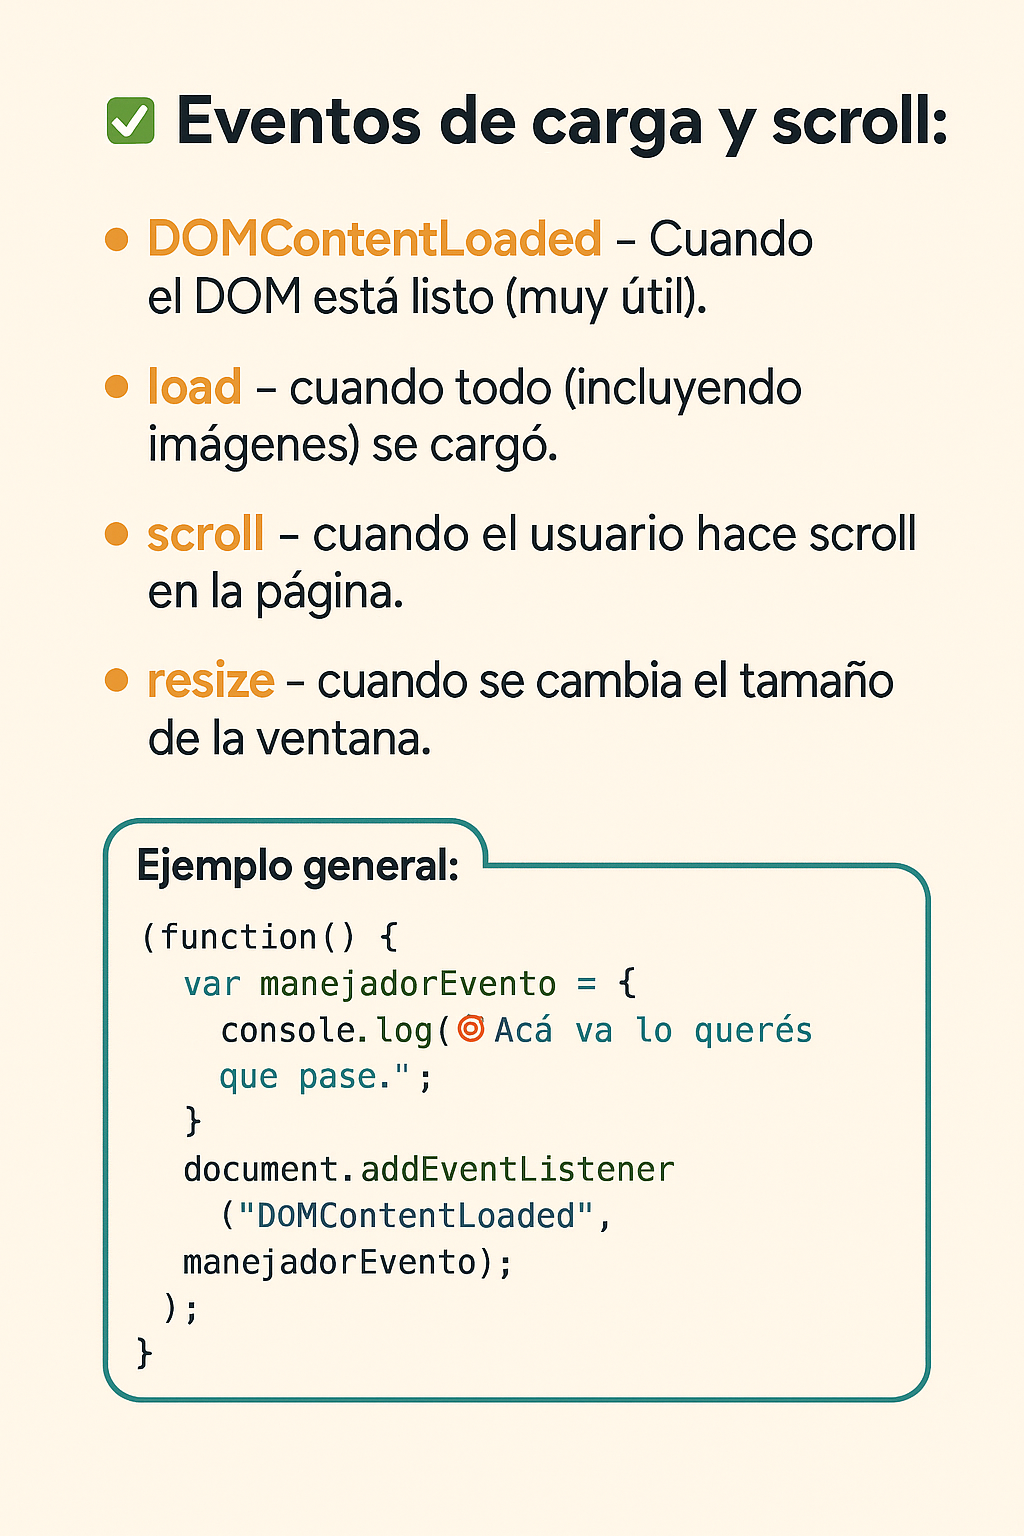 ✅ Eventos de carga y scroll:
• DOMContentLoaded – Cuando
el DOM está listo (muy útil).
• load – cuando todo (incluyendo
imágenes) se cargó.
• scroll – cuando el usuario hace scroll
en la página.
• resize – cuando se cambia el tamaño
de la ventana.
Ejemplo general:
(function() {
var manejadorEvento = {
console.log(🎯Acá va lo querés
que pase.";
}
document.addEventListener
("DOMContentLoaded",
manejadorEvento);
);
}